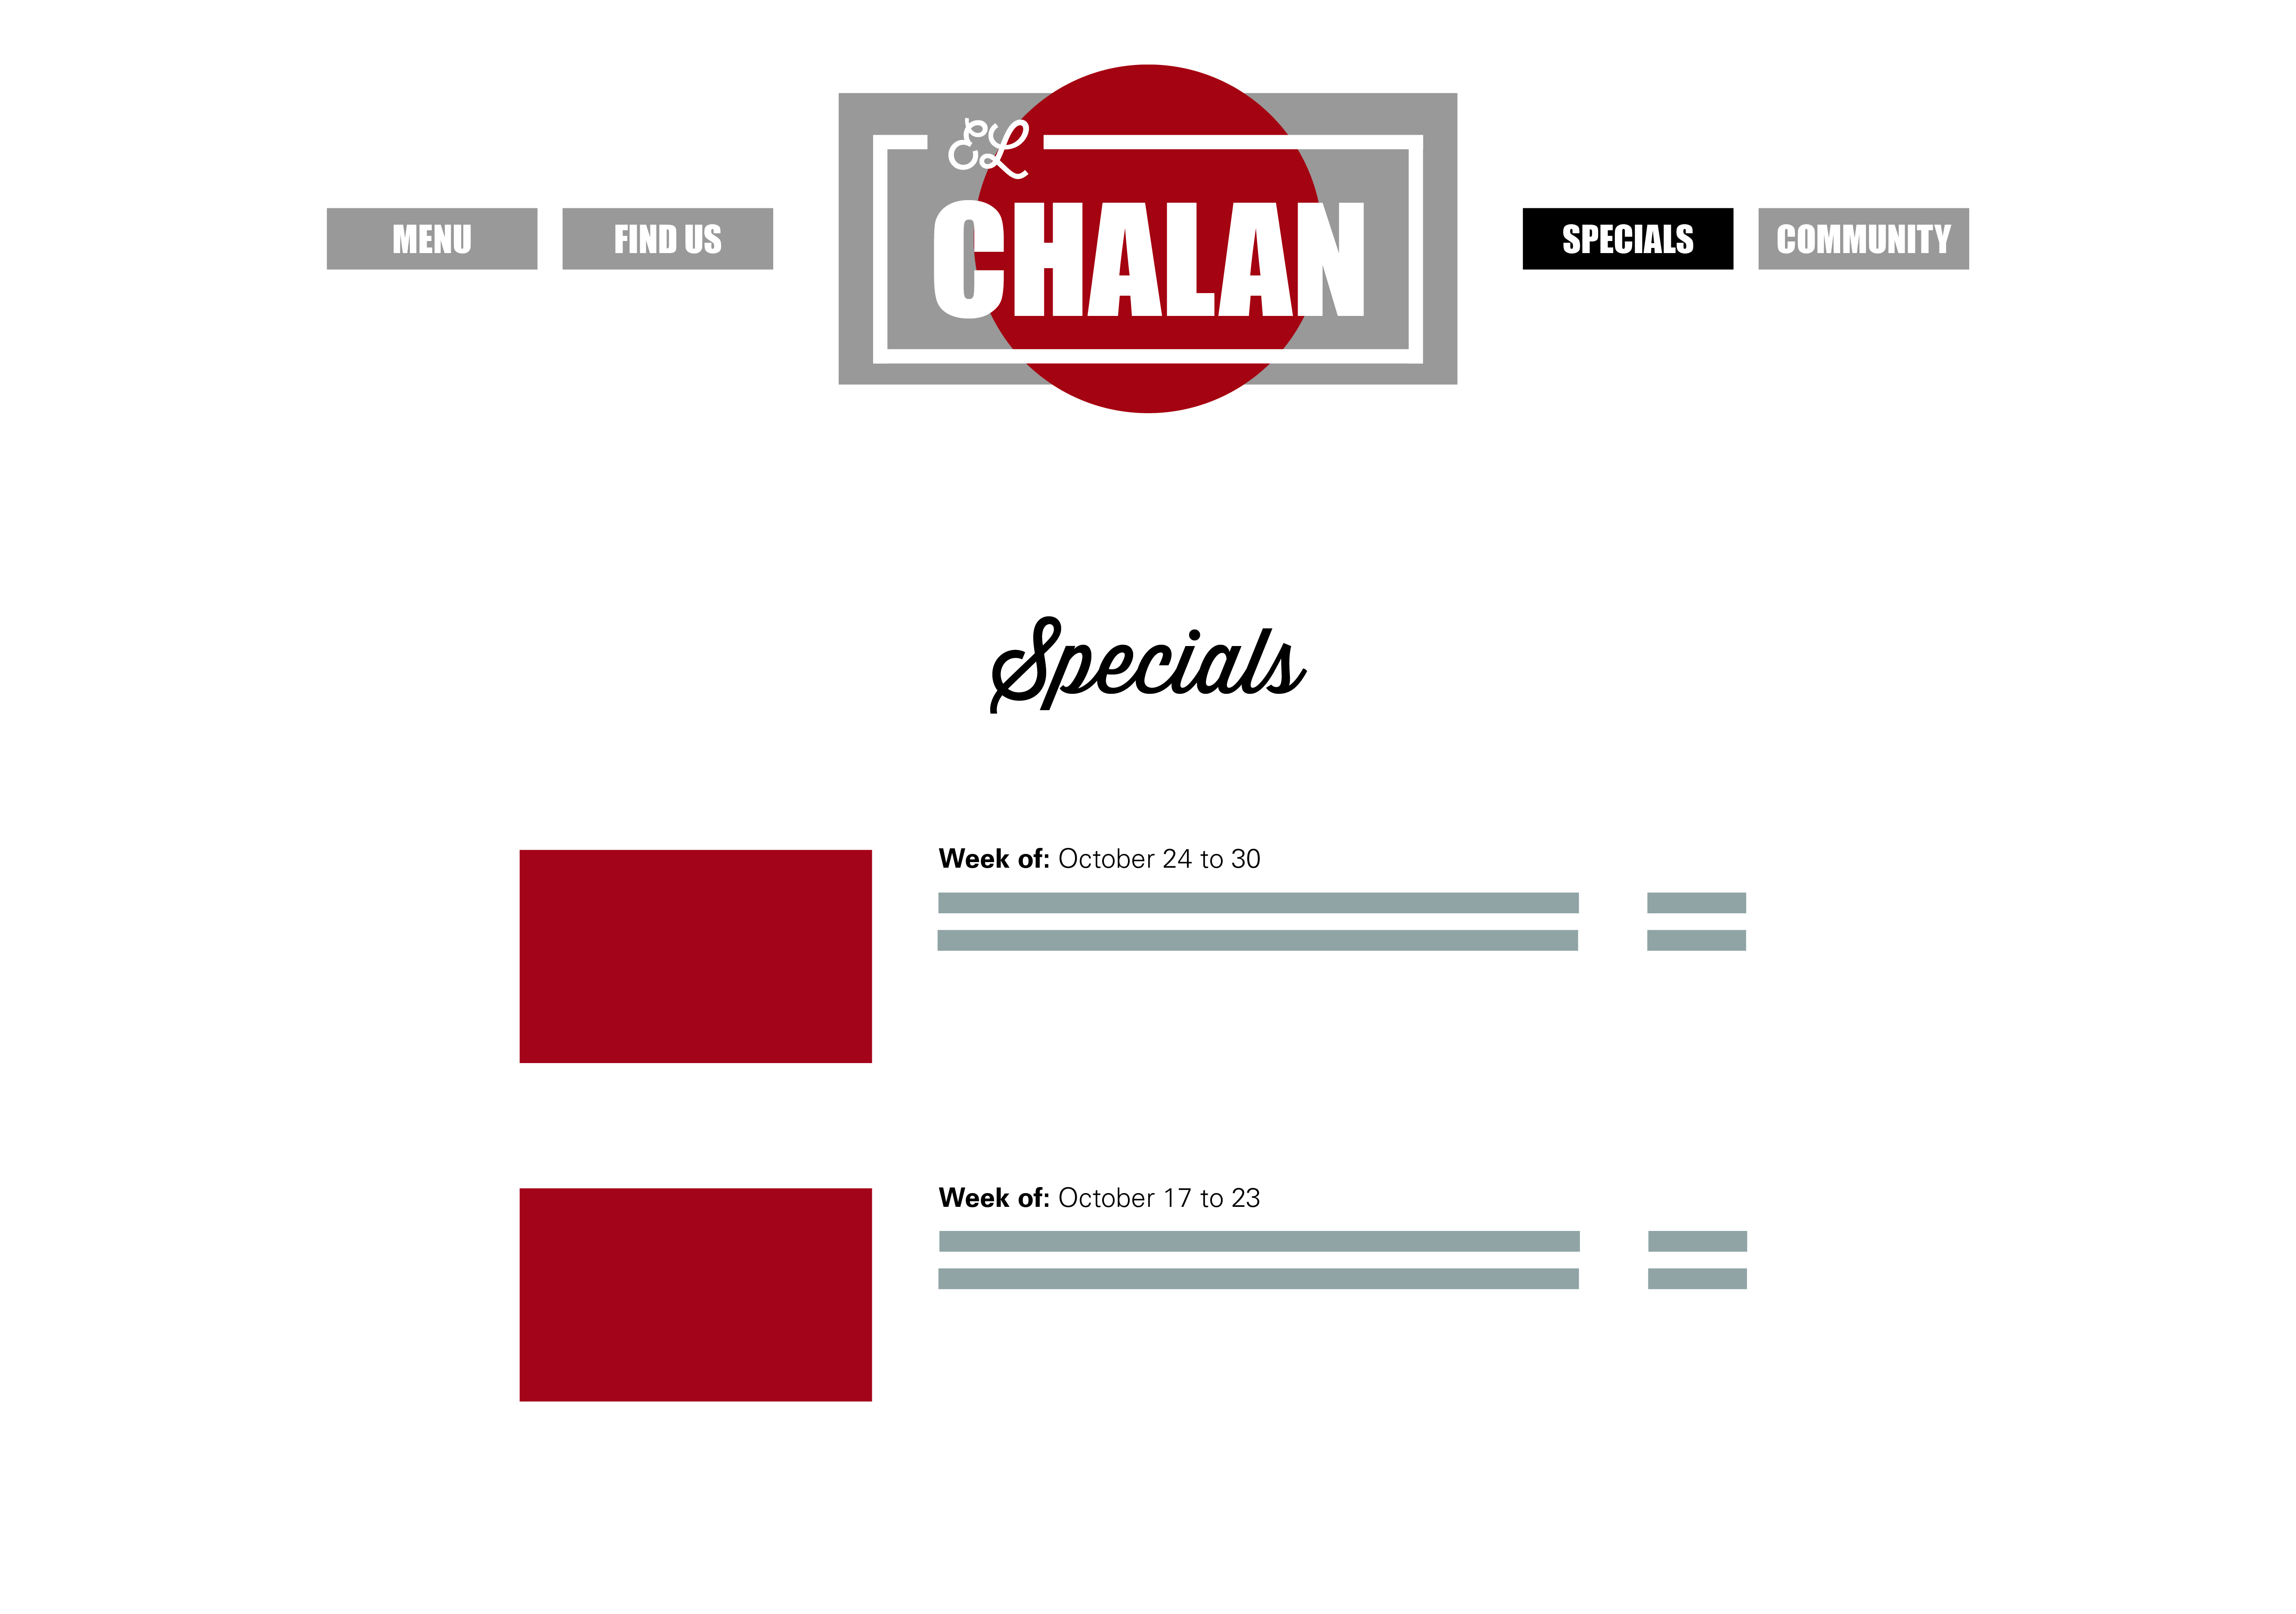 MENU
FIND US
EL
CHALAN
SPECIALS
COMMUNITY
Specials
Week of: October 24 to 30
Week of: October 17 to 23